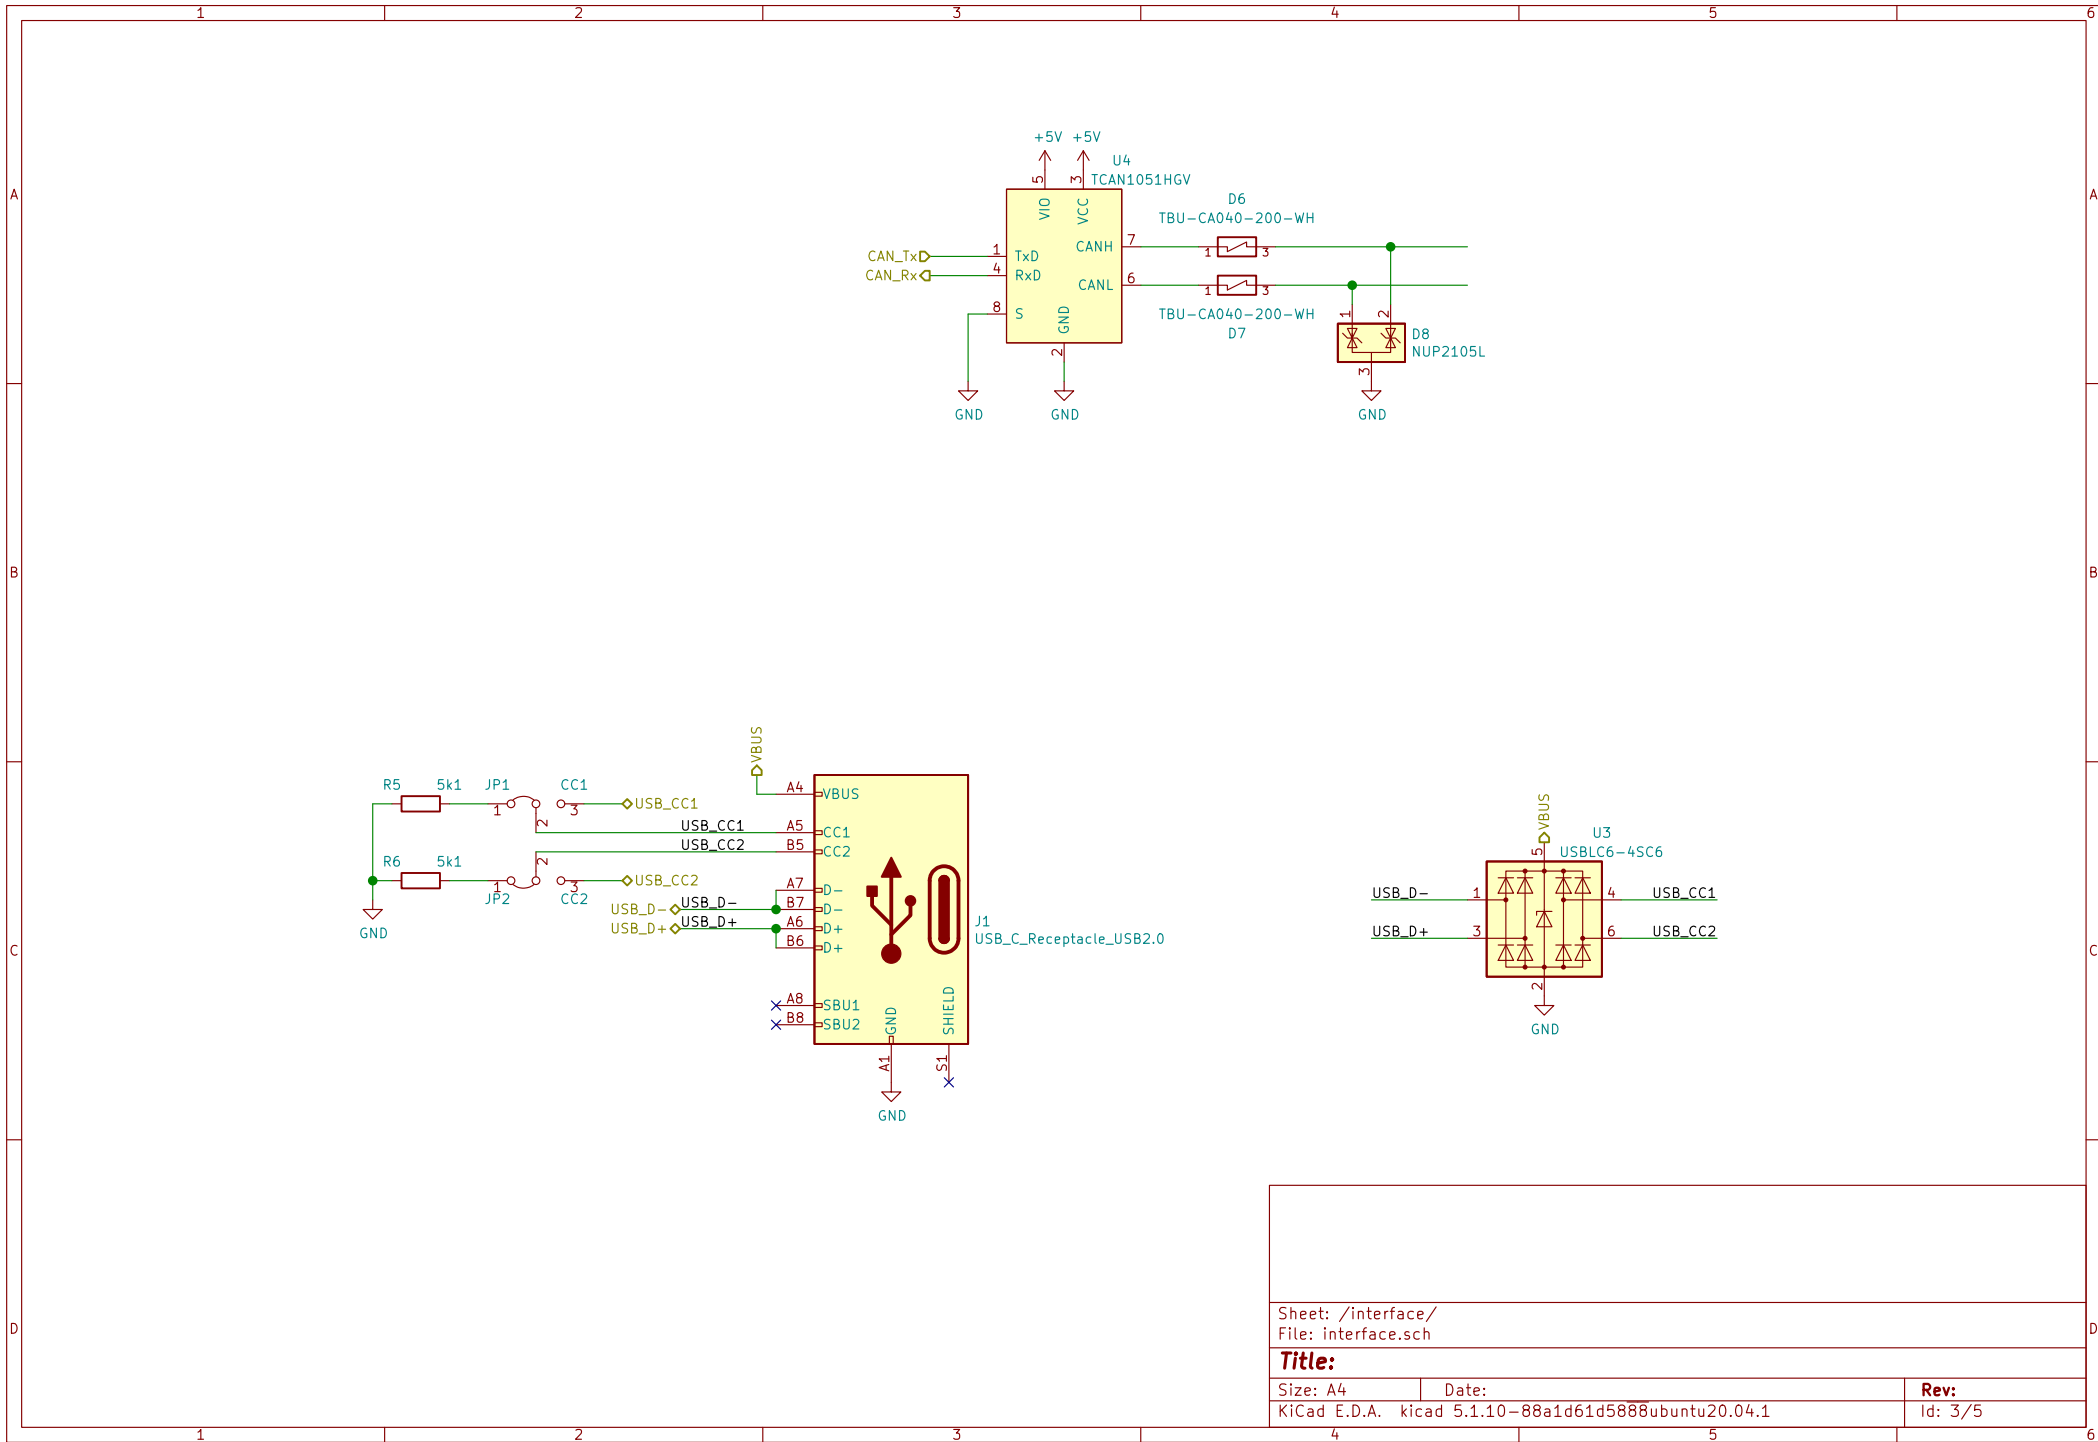 1 2 3 4 5 6
A A
B B
C C
D D
+5V +5V
U4
TCAN1051HGV
5 3
VIO VCC
D6
TBU-CA040-200-WH
CANH 7 1 3
CAN_Tx 1 TxD
CAN_Rx 4 RxD
CANL 6 1 3
8 S
GND
2
TBU-CA040-200-WH
D7
1 2
D8
NUP2105L
3
GND GND GND
VBUS
R5 5k1 JP1 CC1
1 2 3 USB_CC1
A4 VBUS
USB_CC1 A5 CC1
USB_CC2 B5 CC2
R6 5k1
1 2 3 USB_CC2
JP2 CC2
GND
A7 D-
USB_D- USB_D- B7 D-
USB_D+ USB_D+ A6 D+
B6 D+
J1
USB_C_Receptacle_USB2.0
A8 SBU1
B8 SBU2
GND SHIELD
A1 S1
GND
VBUS
U3
5 USBLC6-4SC6
USB_D- 1 4 USB_CC1
USB_D+ 3 6 USB_CC2
2
GND
Sheet: /interface/
File: interface.sch
Title:
Size: A4 Date: Rev:
KiCad E.D.A. kicad 5.1.10-88a1d61d5888ubuntu20.04.1 Id: 3/5
1 2 3 4 5 6